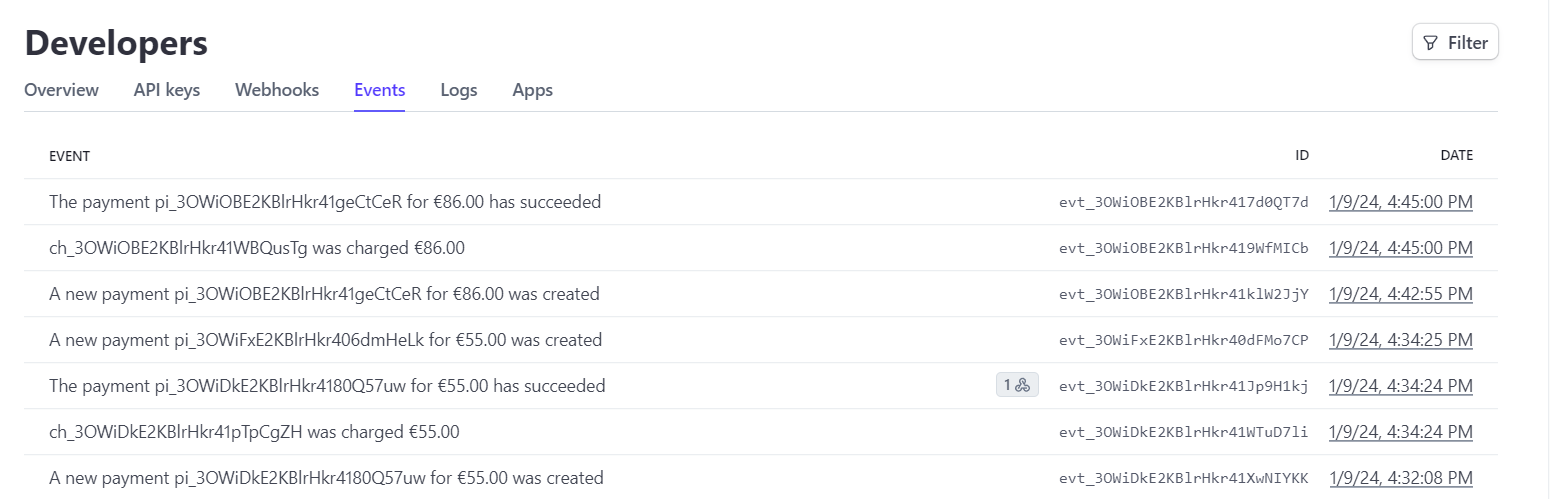 Developers
Filter
Overview API keys Webhooks Events Logs Apps
EVENT ID DATE
The payment pi_3OWiOBE2KBlrHkr41geCtCeR for €86.00 has succeeded evt_3OWiOBE2KBlrHkr417d0QT7d 1/9/24, 4:45:00 PM
ch_3OWiOBE2KBlrHkr41WBQusTg was charged €86.00 evt_3OWiOBE2KBlrHkr419WfMICb 1/9/24, 4:45:00 PM
A new payment pi_3OWiOBE2KBlrHkr41geCtCeR for €86.00 was created evt_3OWiOBE2KBlrHkr41klW2JjY 1/9/24, 4:42:55 PM
A new payment pi_3OWiFxE2KBlrHkr406dmHeLk for €55.00 was created evt_3OWiFxE2KBlrHkr40dFMo7CP 1/9/24, 4:34:25 PM
The payment pi_3OWiDkE2KBlrHkr4180Q57uw for €55.00 has succeeded 1 evt_3OWiDkE2KBlrHkr41Jp9H1kj 1/9/24, 4:34:24 PM
ch_3OWiDkE2KBlrHkr41pTpCgZH was charged €55.00 evt_3OWiDkE2KBlrHkr41WTuD7li 1/9/24, 4:34:24 PM
A new payment pi_3OWiDkE2KBlrHkr4180Q57uw for €55.00 was created evt_3OWiDkE2KBlrHkr41XwNIYKK 1/9/24, 4:32:08 PM